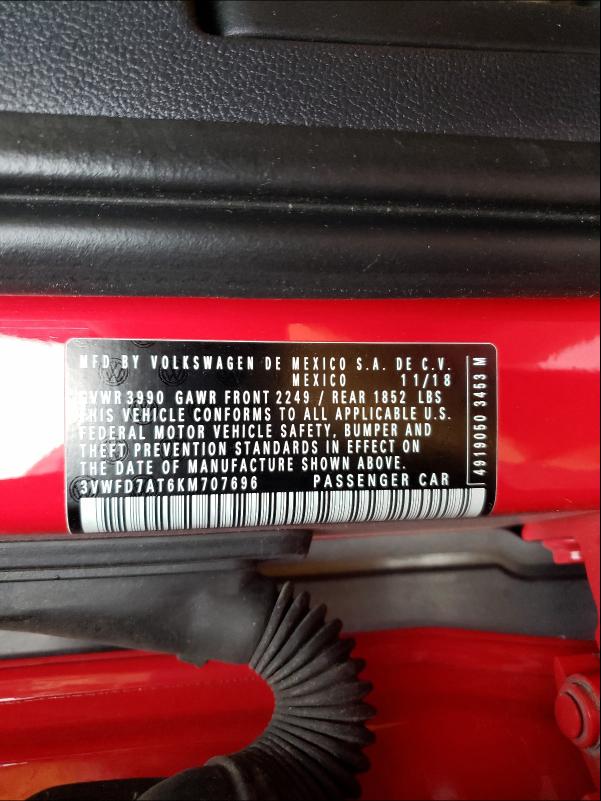 MFD BY VOLKSWAGEN DE MEXICO S.A. DE C.V.
MEXICO 11/18
GVWR 3990 GAWR FRONT 2249 / REAR 1852 LBS
THIS VEHICLE CONFORMS TO ALL APPLICABLE U.S.
FEDERAL MOTOR VEHICLE SAFETY, BUMPER AND
THEFT PREVENTION STANDARDS IN EFFECT ON
THE DATE OF MANUFACTURE SHOWN ABOVE.
3VWFD7AT6KM707696 PASSENGER CAR
4919050 3453 M